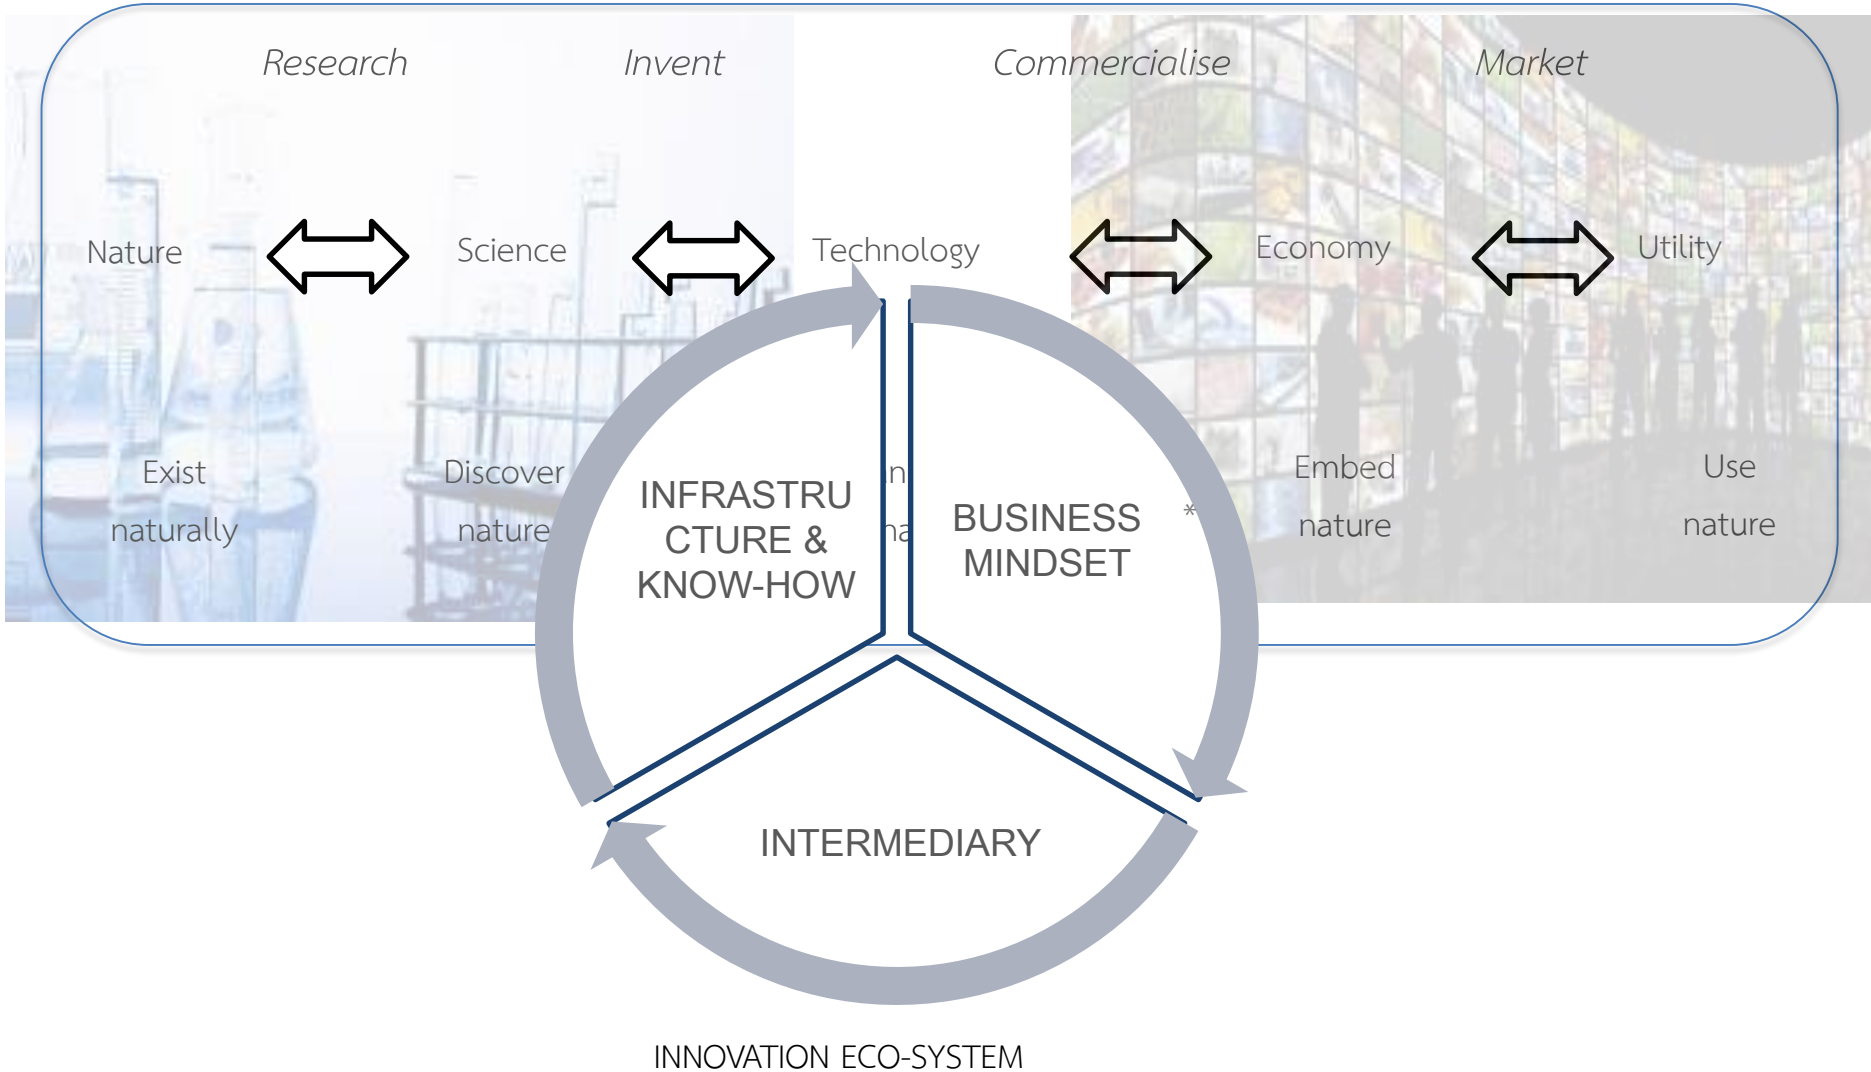 Research Invent Commercialise Market
Nature Science Technology Economy Utility
Exist
naturally
Discover
nature
Embed
nature
Use
nature
*
INFRASTRU
CTURE &
KNOW-HOW
BUSINESS
MINDSET
INTERMEDIARY
INNOVATION ECO-SYSTEM